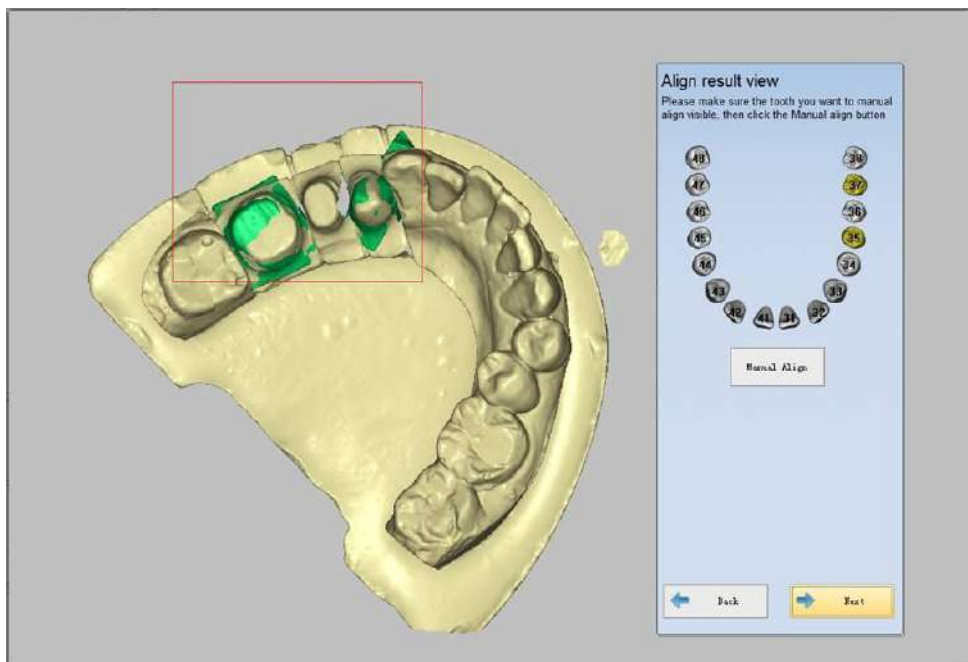 Align result view
Please make sure the tooth you want to manual
align visible, then click the Manual align button
48 38
47 37
46 36
45 35
44 34
43 33
42 41 31 32
Manual Align
Back Next